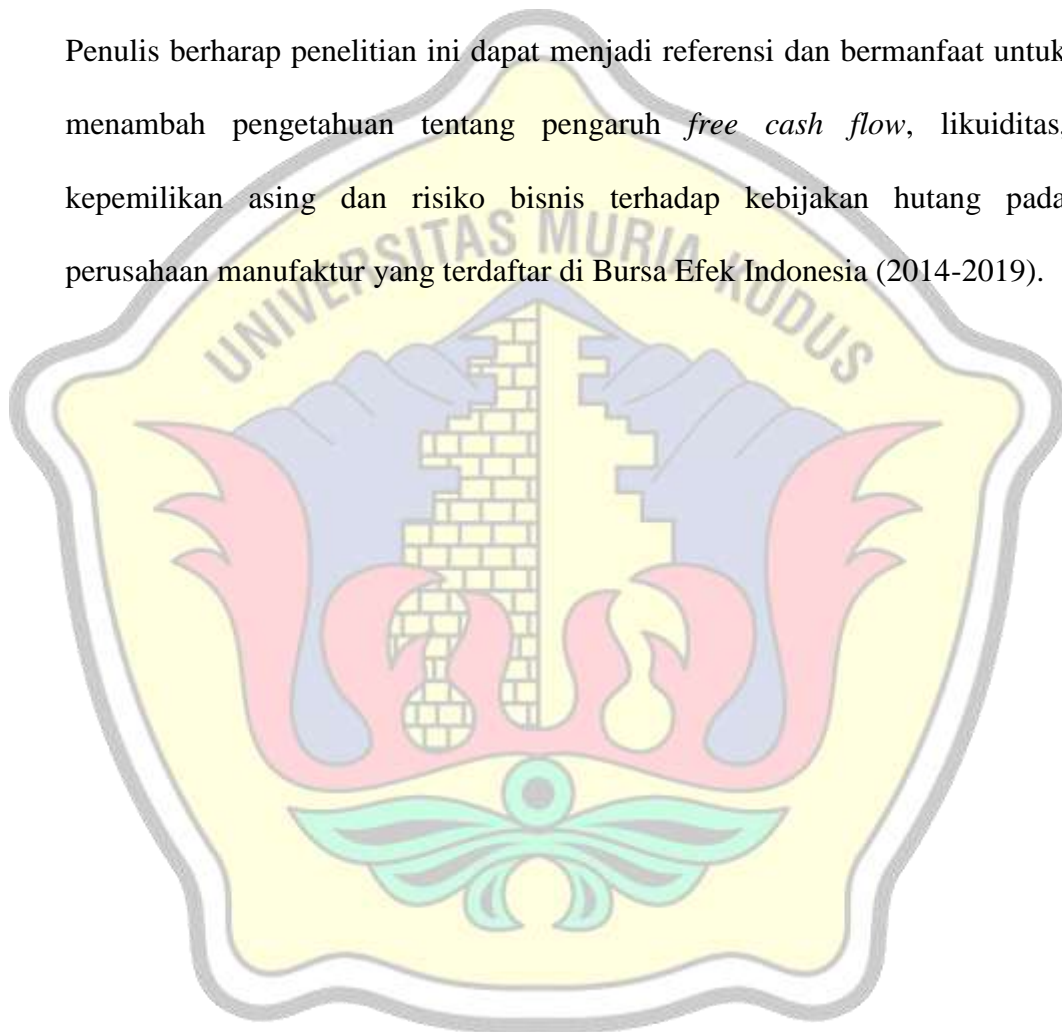 Penulis berharap penelitian ini dapat menjadi referensi dan bermanfaat untuk
menambah pengetahuan tentang pengaruh free cash flow, likuiditas,
kepemilikan asing dan risiko bisnis terhadap kebijakan hutang pada
perusahaan manufaktur yang terdaftar di Bursa Efek Indonesia (2014-2019).
UNIVERSITAS MURIA KUDUS